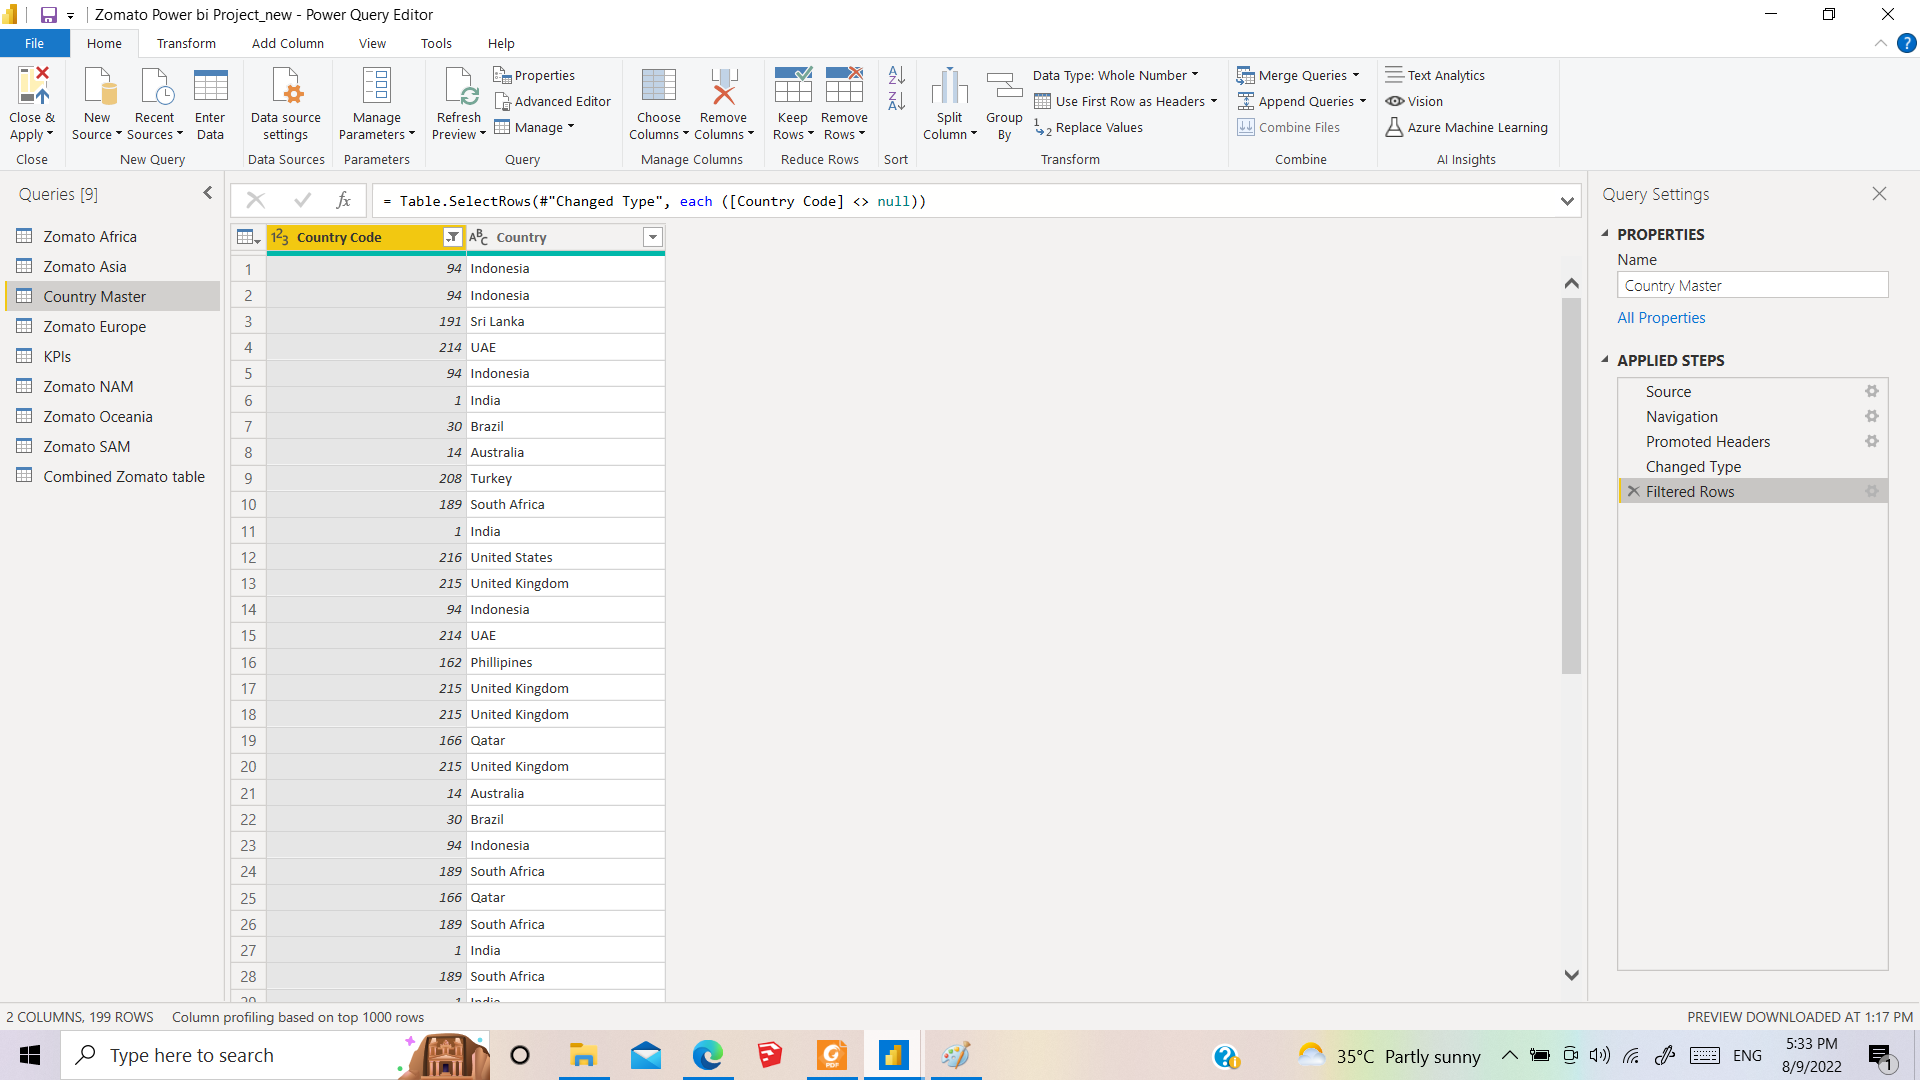 Zomato Power bi Project_new - Power Query Editor
File Home Transform Add Column View Tools Help
Close & Apply
Close
New Source
Recent Sources
Enter Data
New Query
Data source settings
Data Sources
Manage Parameters
Parameters
Refresh Preview
Properties
Advanced Editor
Manage
Query
Choose Columns
Remove Columns
Manage Columns
Keep Rows
Remove Rows
Reduce Rows
Sort
Split Column
Group By
Data Type: Whole Number
Use First Row as Headers
Replace Values
Transform
Merge Queries
Append Queries
Combine Files
Combine
Text Analytics
Vision
Azure Machine Learning
AI Insights
Queries [9]
Zomato Africa
Zomato Asia
Country Master
Zomato Europe
KPIs
Zomato NAM
Zomato Oceania
Zomato SAM
Combined Zomato table
fx = Table.SelectRows(#"Changed Type", each ([Country Code] <> null))
123 Country Code ABC Country
1 94 Indonesia
2 94 Indonesia
3 191 Sri Lanka
4 214 UAE
5 94 Indonesia
6 1 India
7 30 Brazil
8 14 Australia
9 208 Turkey
10 189 South Africa
11 1 India
12 216 United States
13 215 United Kingdom
14 94 Indonesia
15 214 UAE
16 162 Phillipines
17 215 United Kingdom
18 215 United Kingdom
19 166 Qatar
20 215 United Kingdom
21 14 Australia
22 30 Brazil
23 94 Indonesia
24 189 South Africa
25 166 Qatar
26 189 South Africa
27 1 India
28 189 South Africa
29 1 India
Query Settings
PROPERTIES
Name
Country Master
All Properties
APPLIED STEPS
Source
Navigation
Promoted Headers
Changed Type
Filtered Rows
2 COLUMNS, 199 ROWS Column profiling based on top 1000 rows
PREVIEW DOWNLOADED AT 1:17 PM
Type here to search
35°C Partly sunny
ENG
5:33 PM
8/9/2022
1